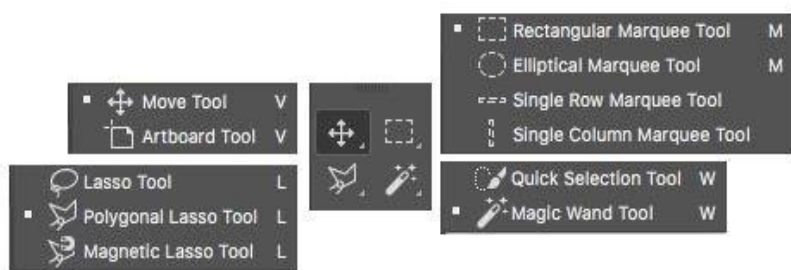 Move Tool V
Artboard Tool V
Lasso Tool L
Polygonal Lasso Tool L
Magnetic Lasso Tool L
Rectangular Marquee Tool M
Elliptical Marquee Tool M
Single Row Marquee Tool
Single Column Marquee Tool
Quick Selection Tool W
Magic Wand Tool W